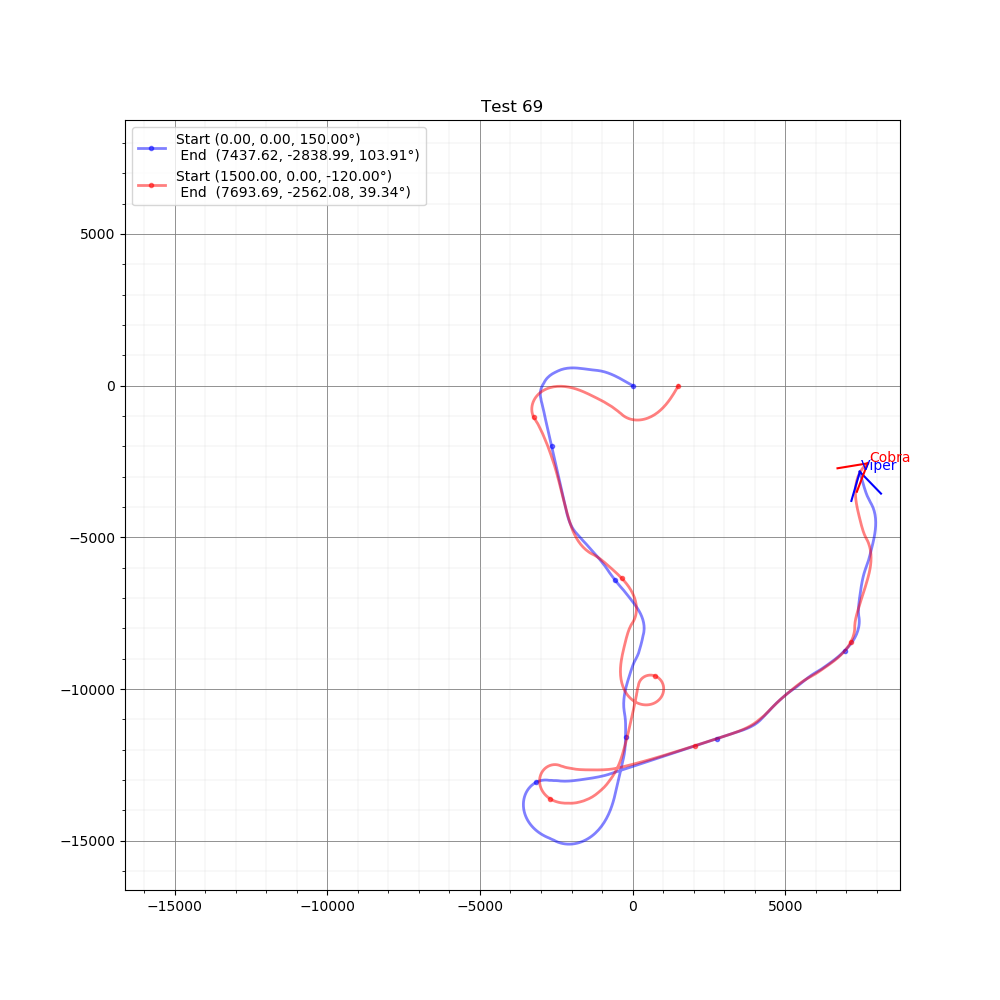 Test 69
Start (0.00, 0.00, 150.00°)
End (7437.62, -2838.99, 103.91°)
Start (1500.00, 0.00, -120.00°)
End (7693.69, -2562.08, 39.34°)
5000
0
−5000
−10000
−15000
Cobra
Viper
−15000
−10000
−5000
0
5000